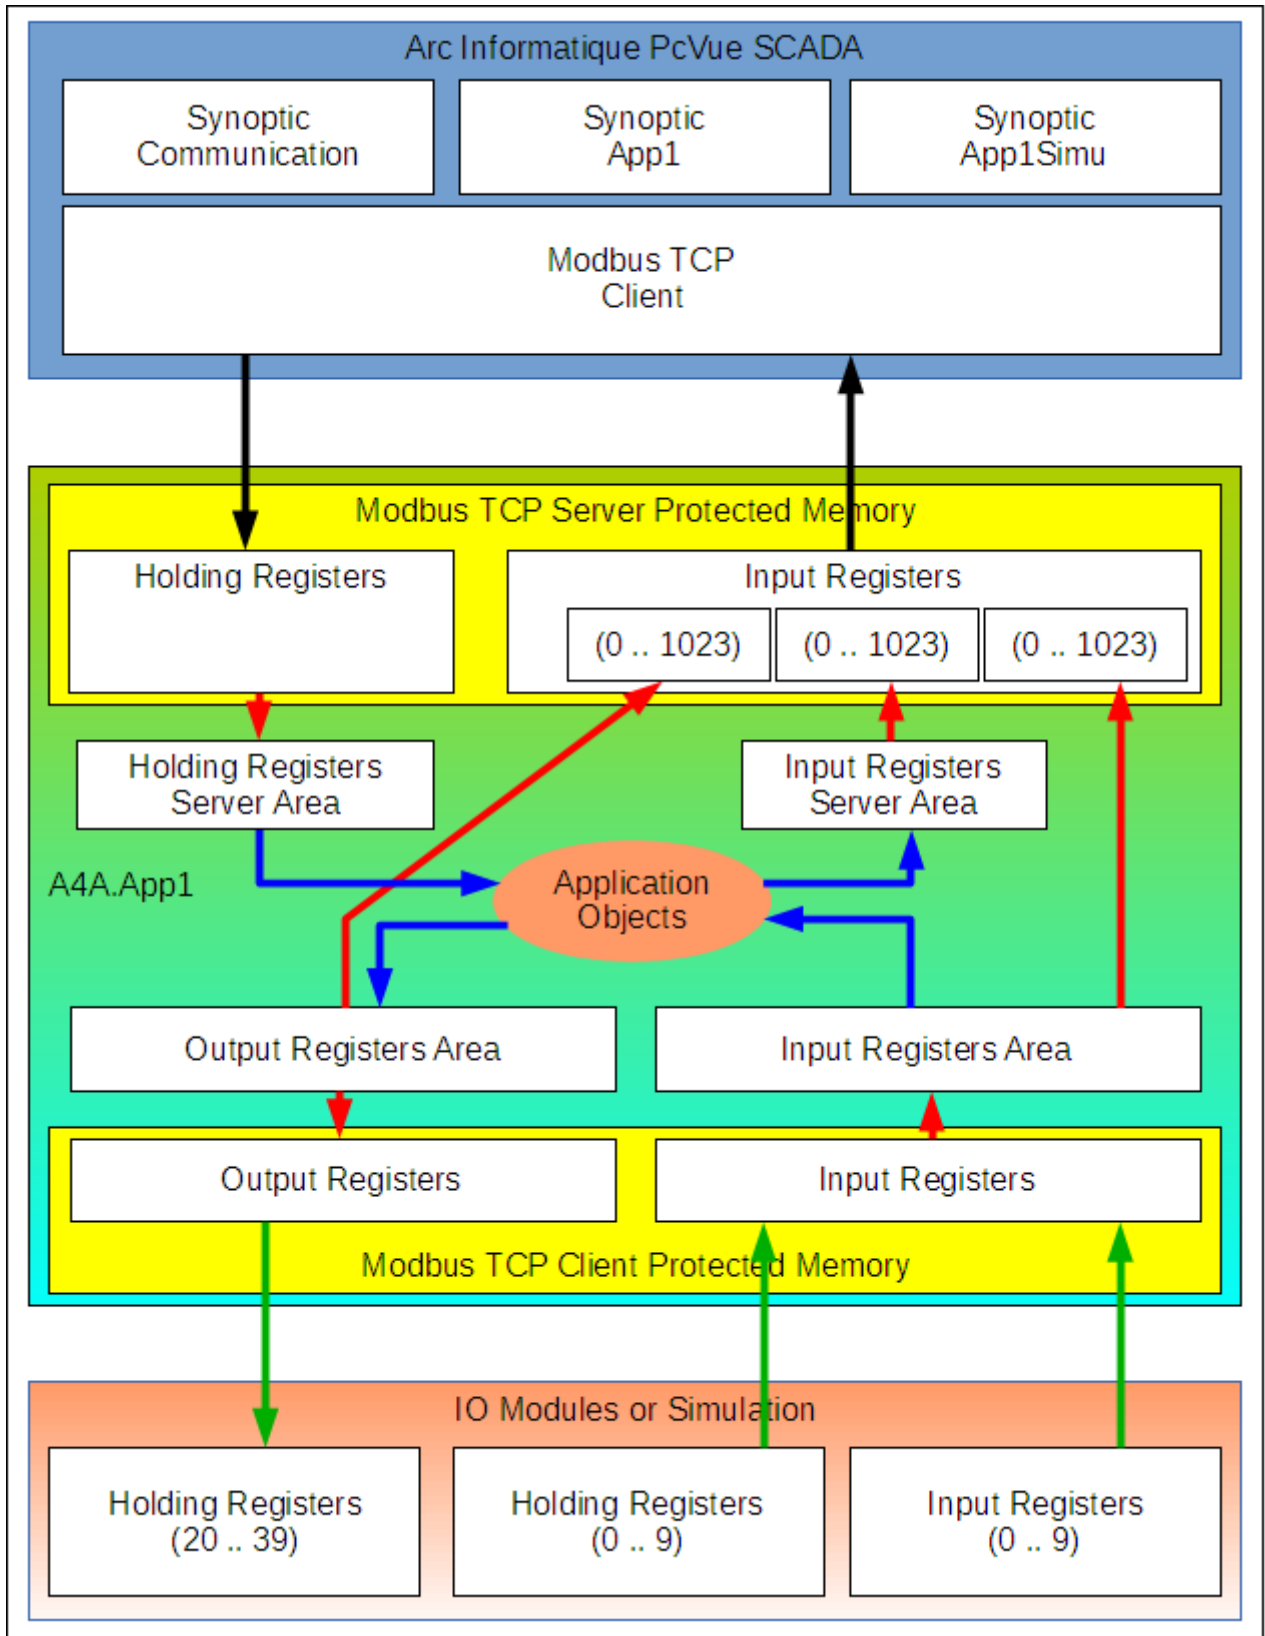 Arc Informatique PcVue SCADA
Synoptic
Communication
Synoptic
App1
Synoptic
App1Simu
Modbus TCP
Client
Modbus TCP Server Protected Memory
Holding Registers
Input Registers
(0 .. 1023)
(0 .. 1023)
(0 .. 1023)
Holding Registers
Server Area
Input Registers
Server Area
A4A.App1
Application
Objects
Output Registers Area
Input Registers Area
Output Registers
Input Registers
Modbus TCP Client Protected Memory
IO Modules or Simulation
Holding Registers
(20 .. 39)
Holding Registers
(0 .. 9)
Input Registers
(0 .. 9)